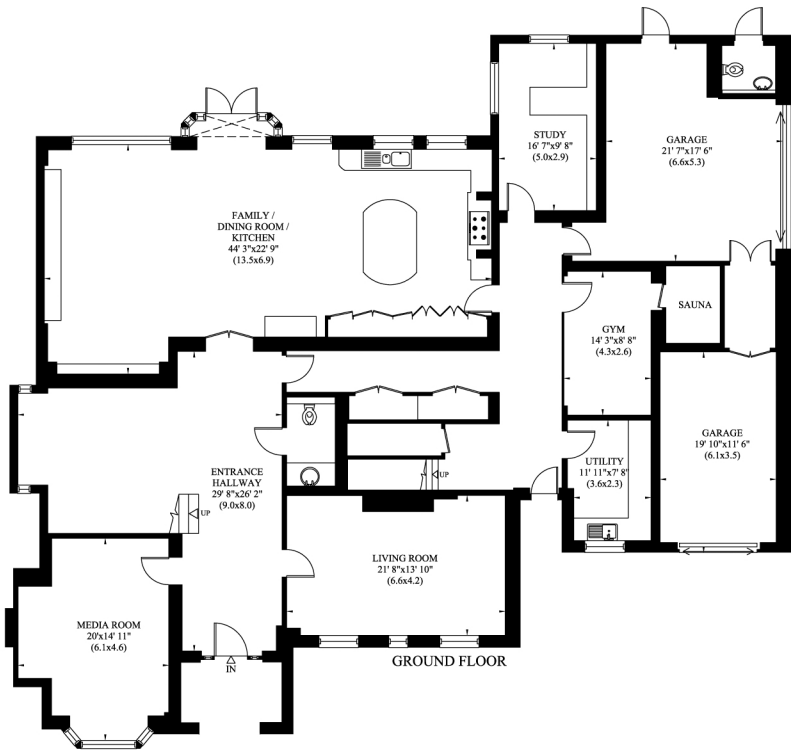 STUDY
16' 7"x9' 8"
(5.0x2.9)
GARAGE
21' 7"x17' 6"
(6.6x5.3)
FAMILY /
DINING ROOM /
KITCHEN
44' 3"x22' 9"
(13.5x6.9)
SAUNA
GYM
14' 3"x8' 8"
(4.3x2.6)
GARAGE
19' 10"x11' 6"
(6.1x3.5)
UTILITY
11' 11"x7' 8'
(3.6x2.3)
ENTRANCE
HALLWAY
29' 8"x26' 2"
(9.0x8.0)
UP
UP
LIVING ROOM
21' 8"x13' 10"
(6.6x4.2)
MEDIA ROOM
20'x14' 11"
(6.1x4.6)
IN
GROUND FLOOR